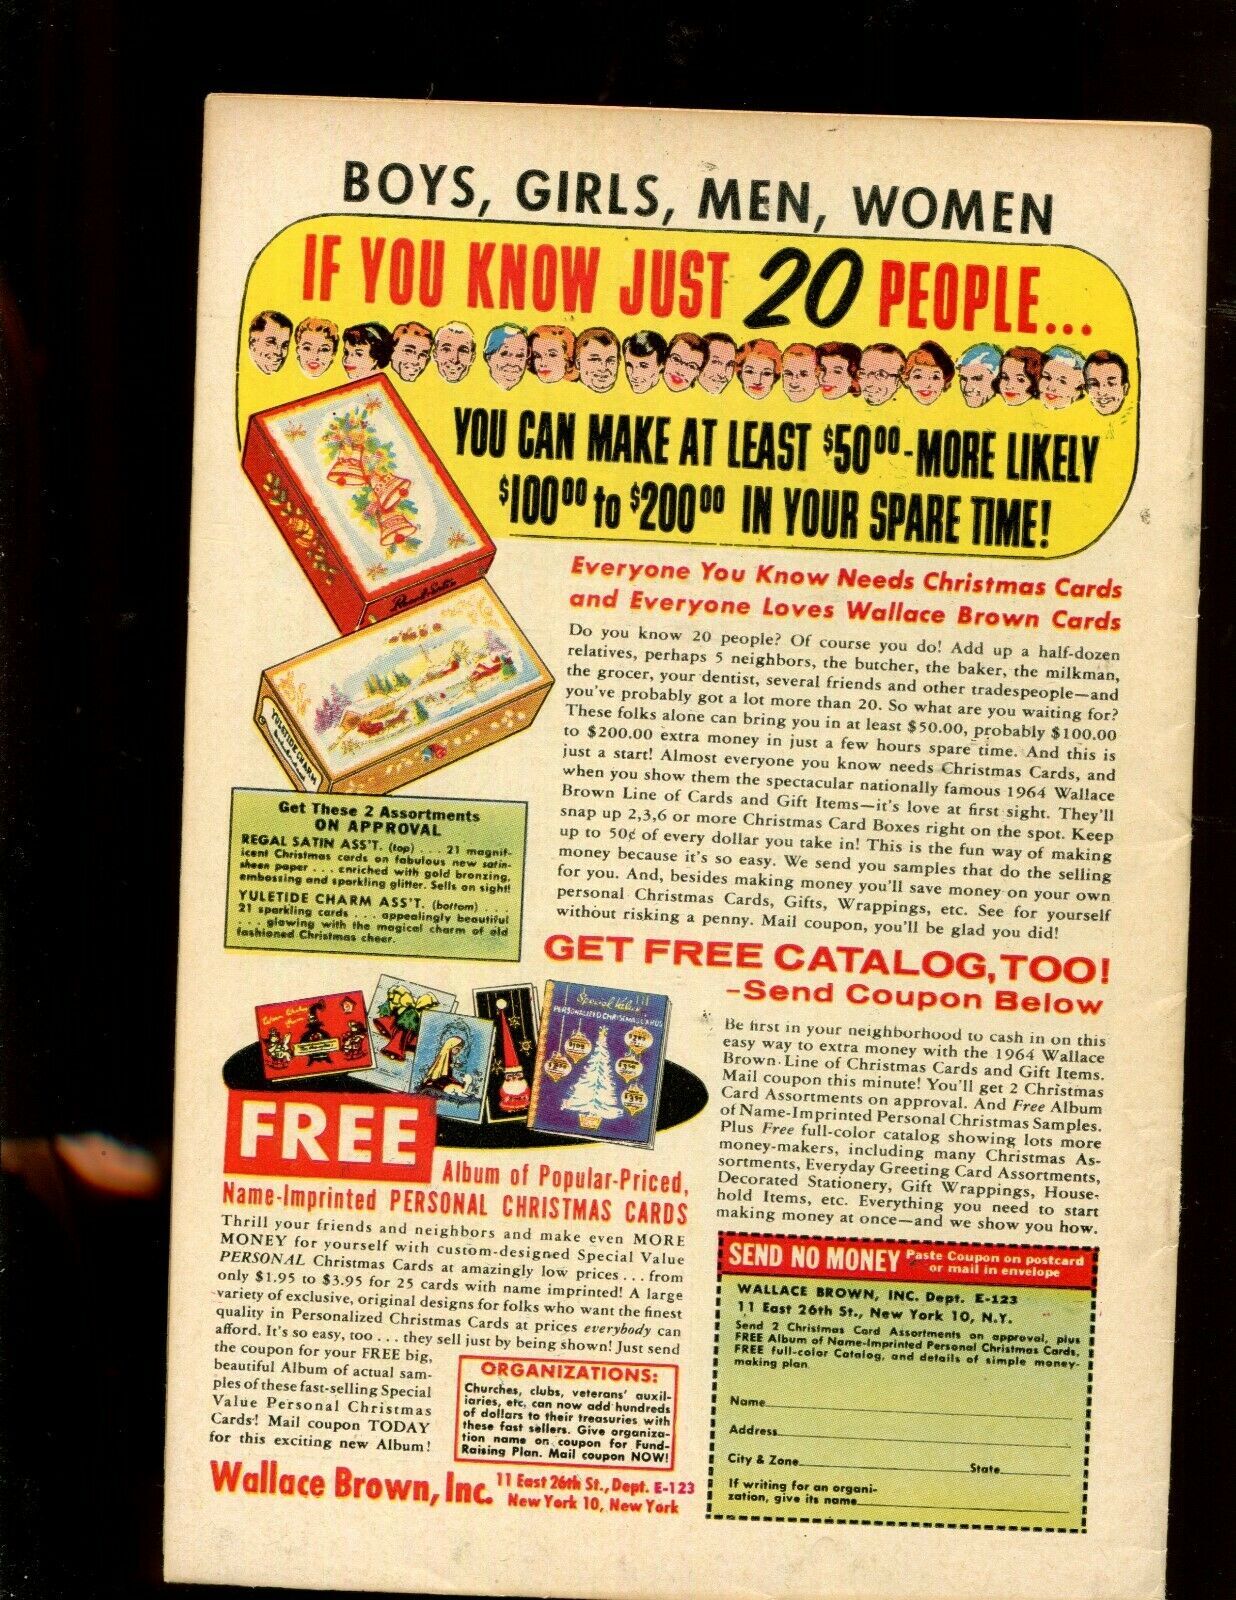 BOYS, GIRLS, MEN, WOMEN
IF YOU KNOW JUST 20 PEOPLE...
YOU CAN MAKE AT LEAST $5000-MORE LIKELY
$10000 to $20000 IN YOUR SPARE TIME!
Regal Satin
YULETIDE CHARM
Everyone You Know Needs Christmas Cards
and Everyone Loves Wallace Brown Cards
Do you know 20 people? Of course you do! Add up a half-dozen
relatives, perhaps 5 neighbors, the butcher, the baker, the milkman,
the grocer, your dentist, several friends and other tradespeople—and
you've probably got a lot more than 20. So what are you waiting for?
These folks alone can bring you in at least $50.00, probably $100.00
to $200.00 extra money in just a few hours spare time. And this is
just a start! Almost everyone you know needs Christmas Cards, and
when you show them the spectacular nationally famous 1964 Wallace
Brown Line of Cards and Gift Items—it's love at first sight. They'll
snap up 2,3,6 or more Christmas Card Boxes right on the spot. Keep
up to 50¢ of every dollar you take in! This is the fun way of making
money because it's so easy. We send you samples that do the selling
for you. And, besides making money you'll save money on your own
personal Christmas Cards, Gifts, Wrappings, etc. See for yourself
without risking a penny. Mail coupon, you'll be glad you did!
Get These 2 Assortments
ON APPROVAL
REGAL SATIN ASS'T. (top) . . . 21 magnif-
icent Christmas cards on fabulous new satin-
sheen paper . . . enriched with gold bronzing,
embossing and sparkling glitter. Sells on sight!
YULETIDE CHARM ASS'T. (bottom) . . .
21 sparkling cards . . . appealingly beautiful
. . . glowing with the magical charm of old
fashioned Christmas cheer.
GET FREE CATALOG, TOO!
-Send Coupon Below
Special Value
PERSONALIZED CHRISTMAS CARDS
Be first in your neighborhood to cash in on this
easy way to extra money with the 1964 Wallace
Brown Line of Christmas Cards and Gift Items.
Mail coupon this minute! You'll get 2 Christmas
Card Assortments on approval. And Free Album
of Name-Imprinted Personal Christmas Samples.
Plus Free full-color catalog showing lots more
money-makers, including many Christmas As-
sortments, Everyday Greeting Card Assortments,
Decorated Stationery, Gift Wrappings, House-
hold Items, etc. Everything you need to start
making money at once—and we show you how.
FREE
Album of Popular-Priced,
Name-Imprinted PERSONAL CHRISTMAS CARDS
Thrill your friends and neighbors and make even MORE
MONEY for yourself with custom-designed Special Value
PERSONAL Christmas Cards at amazingly low prices . . . from
only $1.95 to $3.95 for 25 cards with name imprinted! A large
variety of exclusive, original designs for folks who want the finest
quality in Personalized Christmas Cards at prices everybody can
afford. It's so easy, too . . . they sell just by being shown! Just send
the coupon for your FREE big,
beautiful Album of actual sam-
ples of these fast-selling Special
Value Personal Christmas
Cards! Mail coupon TODAY
for this exciting new Album!
ORGANIZATIONS:
Churches, clubs, veterans' auxil-
iaries, etc. can now add hundreds
of dollars to their treasuries with
these fast sellers. Give organiza-
tion name on coupon for Fund-
Raising Plan. Mail coupon NOW!
Wallace Brown, Inc. 11 East 26th St., Dept. E-123
New York 10, New York
SEND NO MONEY Paste Coupon on postcard
or mail in envelope
WALLACE BROWN, INC. Dept. E-123
11 East 26th St., New York 10, N.Y.
Send 2 Christmas Card Assortments on approval, plus
FREE Album of Name-Imprinted Personal Christmas Cards,
FREE full-color Catalog, and details of simple money-
making plan.
Name
Address
City & Zone State
If writing for an organi-
zation, give its name